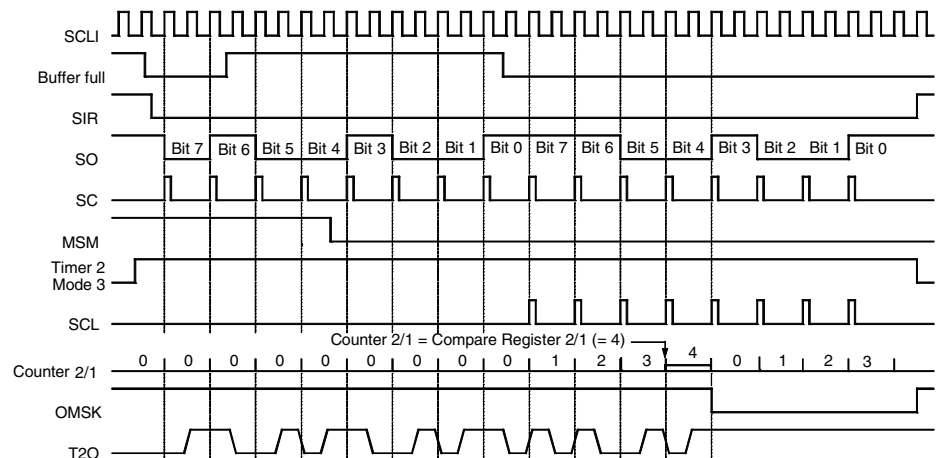 SCLI
Buffer full
SIR
SO
Bit 7 Bit 6 Bit 5 Bit 4 Bit 3 Bit 2 Bit 1 Bit 0 Bit 7 Bit 6 Bit 5 Bit 4 Bit 3 Bit 2 Bit 1 Bit 0
SC
MSM
Timer 2
Mode 3
SCL
Counter 2/1 = Compare Register 2/1 (= 4)
Counter 2/1
0 0 0 0 0 0 0 0 0 1 2 3 4 0 1 2 3
OMSK
T2O